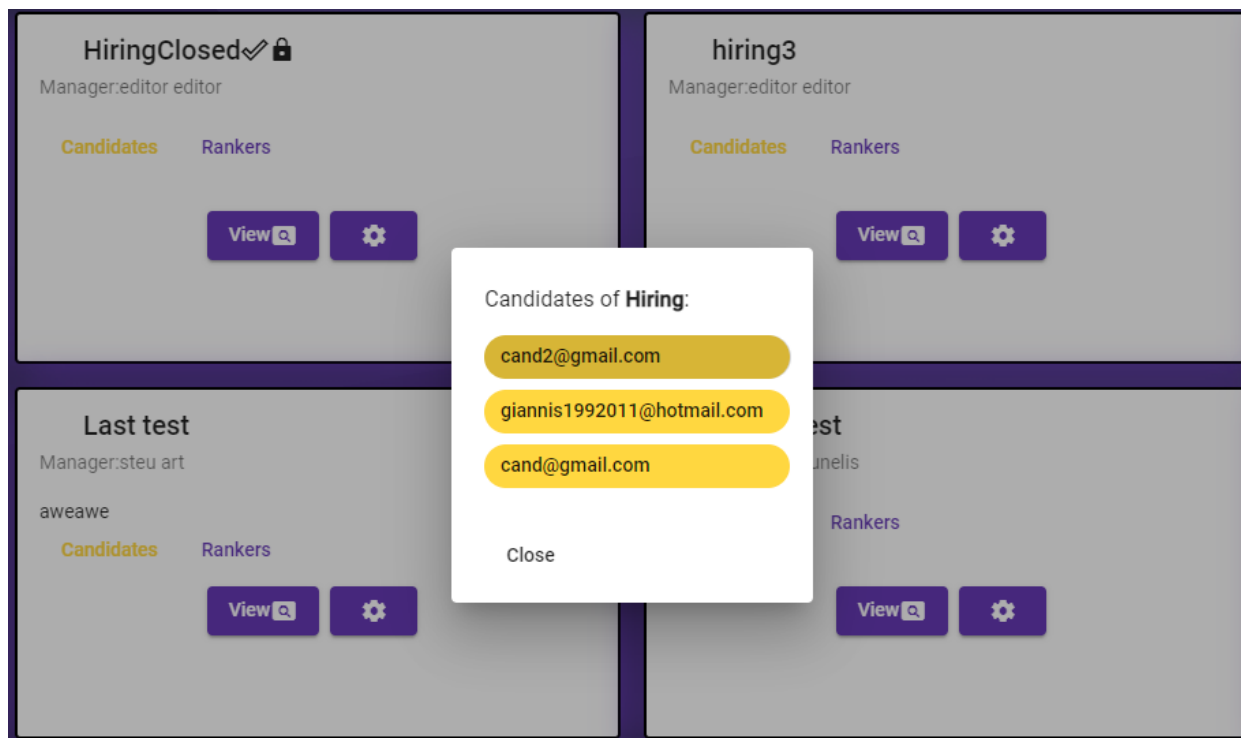 HiringClosed
Manager:editor editor
Candidates Rankers
View
hiring3
Manager:editor editor
Candidates Rankers
View
Candidates of Hiring:
cand2@gmail.com
giannis1992011@hotmail.com
cand@gmail.com
Close
Last test
Manager:steu art
aweawe
Candidates Rankers
View
est
unelis
Rankers
View